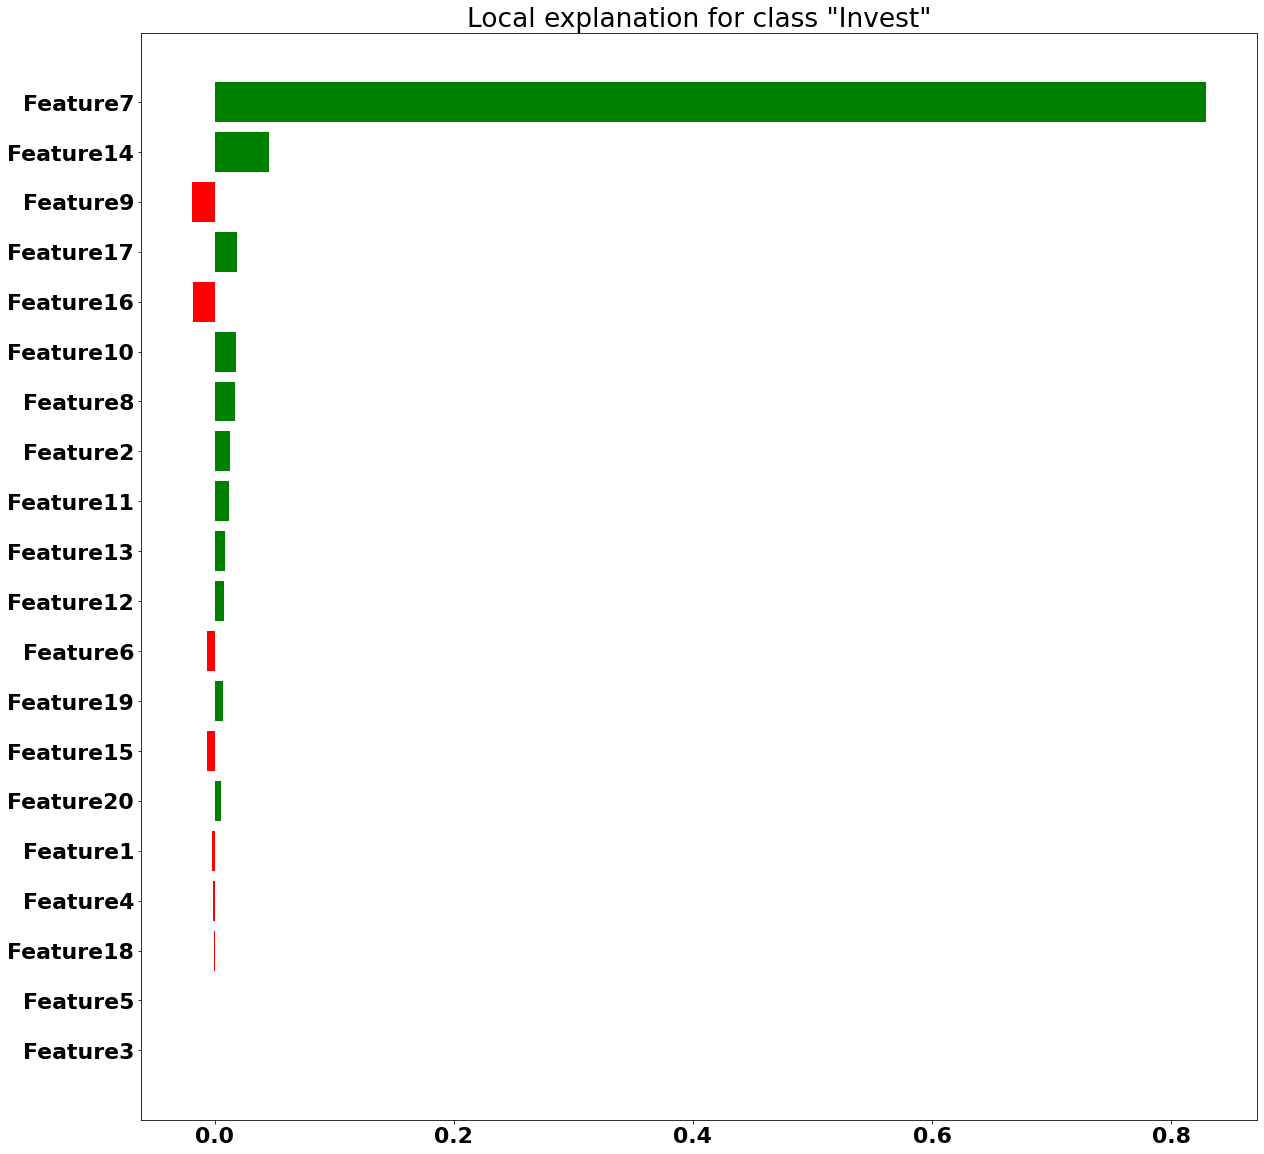 Local explanation for class "Invest"
Feature7
Feature14
Feature9
Feature17
Feature16
Feature10
Feature8
Feature2
Feature11
Feature13
Feature12
Feature6
Feature19
Feature15
Feature20
Feature1
Feature4
Feature18
Feature5
Feature3
0.0 0.2 0.4 0.6 0.8